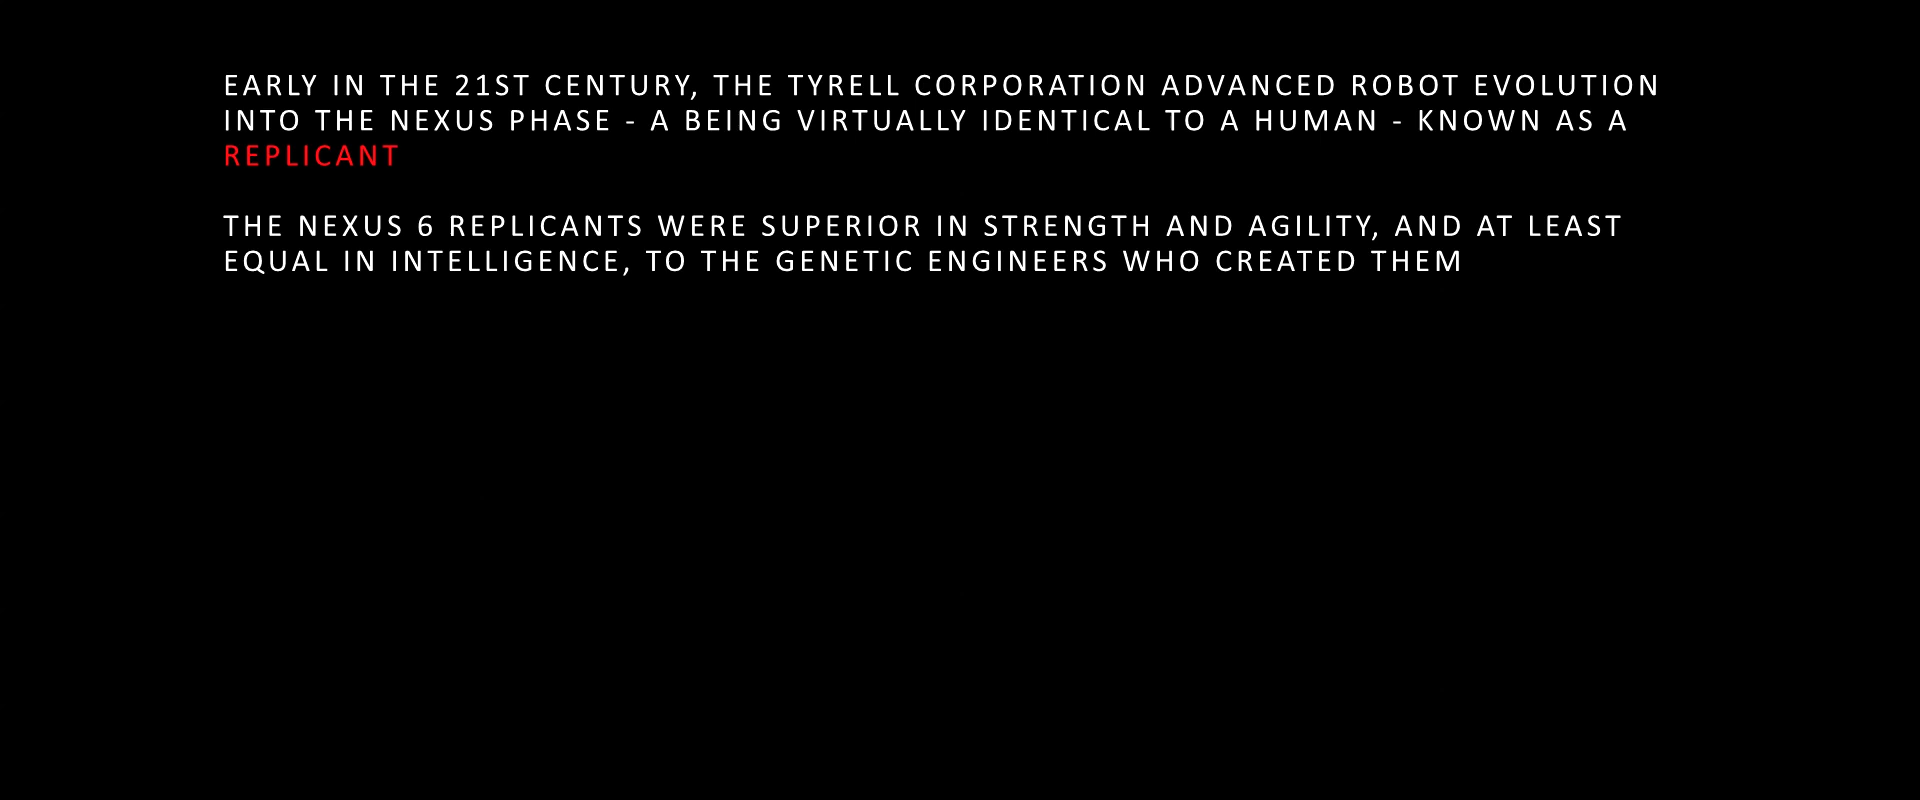 EARLY IN THE 21ST CENTURY, THE TYRELL CORPORATION ADVANCED ROBOT EVOLUTION
INTO THE NEXUS PHASE - A BEING VIRTUALLY IDENTICAL TO A HUMAN - KNOWN AS A
REPLICANT
THE NEXUS 6 REPLICANTS WERE SUPERIOR IN STRENGTH AND AGILITY, AND AT LEAST
EQUAL IN INTELLIGENCE, TO THE GENETIC ENGINEERS WHO CREATED THEM